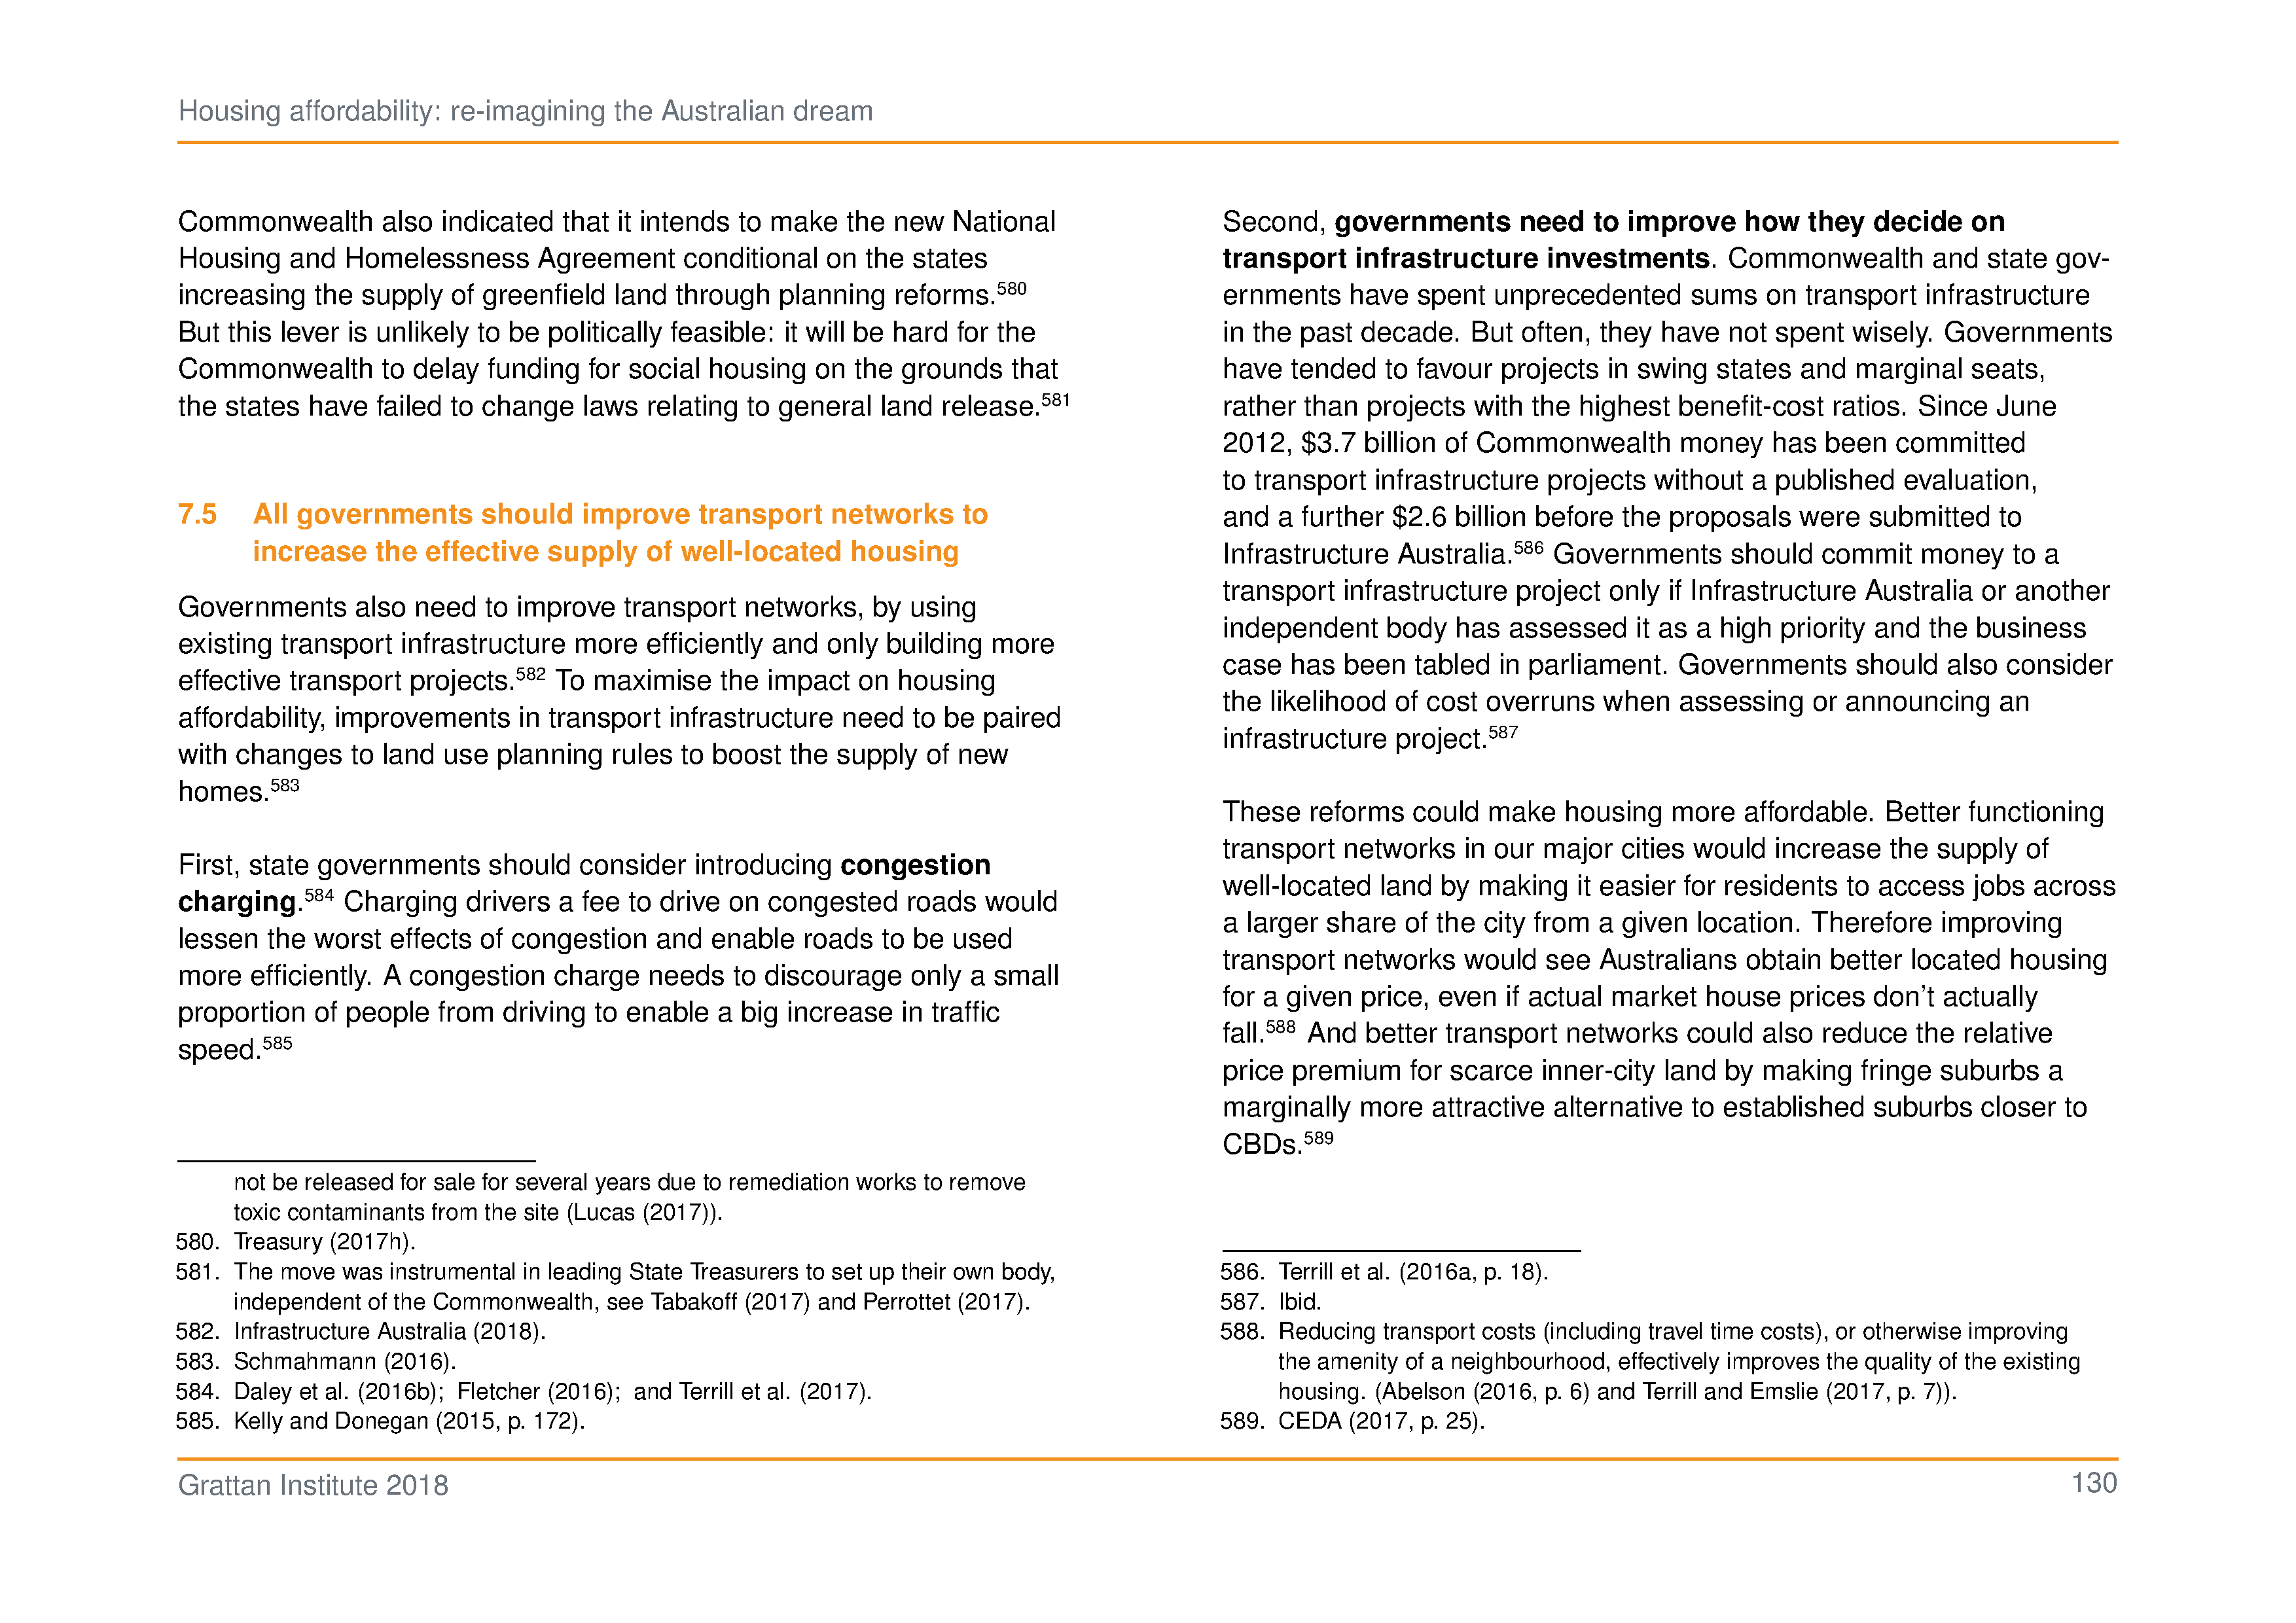 Housing affordability: re-imagining the Australian dream
Commonwealth also indicated that it intends to make the new National
Housing and Homelessness Agreement conditional on the states
increasing the supply of greenfield land through planning reforms.580
But this lever is unlikely to be politically feasible: it will be hard for the
Commonwealth to delay funding for social housing on the grounds that
the states have failed to change laws relating to general land release.581
7.5 All governments should improve transport networks to
increase the effective supply of well-located housing
Governments also need to improve transport networks, by using
existing transport infrastructure more efficiently and only building more
effective transport projects.582 To maximise the impact on housing
affordability, improvements in transport infrastructure need to be paired
with changes to land use planning rules to boost the supply of new
homes.583
First, state governments should consider introducing congestion
charging.584 Charging drivers a fee to drive on congested roads would
lessen the worst effects of congestion and enable roads to be used
more efficiently. A congestion charge needs to discourage only a small
proportion of people from driving to enable a big increase in traffic
speed.585
not be released for sale for several years due to remediation works to remove
toxic contaminants from the site (Lucas (2017)).
580. Treasury (2017h).
581. The move was instrumental in leading State Treasurers to set up their own body,
independent of the Commonwealth, see Tabakoff (2017) and Perrottet (2017).
582. Infrastructure Australia (2018).
583. Schmahmann (2016).
584. Daley et al. (2016b); Fletcher (2016); and Terrill et al. (2017).
585. Kelly and Donegan (2015, p. 172).
Second, governments need to improve how they decide on
transport infrastructure investments. Commonwealth and state gov-
ernments have spent unprecedented sums on transport infrastructure
in the past decade. But often, they have not spent wisely. Governments
have tended to favour projects in swing states and marginal seats,
rather than projects with the highest benefit-cost ratios. Since June
2012, $3.7 billion of Commonwealth money has been committed
to transport infrastructure projects without a published evaluation,
and a further $2.6 billion before the proposals were submitted to
Infrastructure Australia.586 Governments should commit money to a
transport infrastructure project only if Infrastructure Australia or another
independent body has assessed it as a high priority and the business
case has been tabled in parliament. Governments should also consider
the likelihood of cost overruns when assessing or announcing an
infrastructure project.587
These reforms could make housing more affordable. Better functioning
transport networks in our major cities would increase the supply of
well-located land by making it easier for residents to access jobs across
a larger share of the city from a given location. Therefore improving
transport networks would see Australians obtain better located housing
for a given price, even if actual market house prices don't actually
fall.588 And better transport networks could also reduce the relative
price premium for scarce inner-city land by making fringe suburbs a
marginally more attractive alternative to established suburbs closer to
CBDs.589
586. Terrill et al. (2016a, p. 18).
587. Ibid.
588. Reducing transport costs (including travel time costs), or otherwise improving
the amenity of a neighbourhood, effectively improves the quality of the existing
housing. (Abelson (2016, p. 6) and Terrill and Emslie (2017, p. 7)).
589. CEDA (2017, p. 25).
Grattan Institute 2018
130